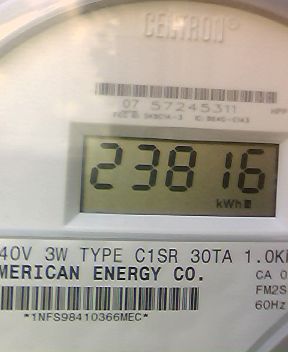 CENTRON®
07 57245311
23816
kWh
40V 3W TYPE C1SR 30TA 1.0K
MERICAN ENERGY CO.
CA 0
FM2S
60Hz
*1NFS98410366MEC*